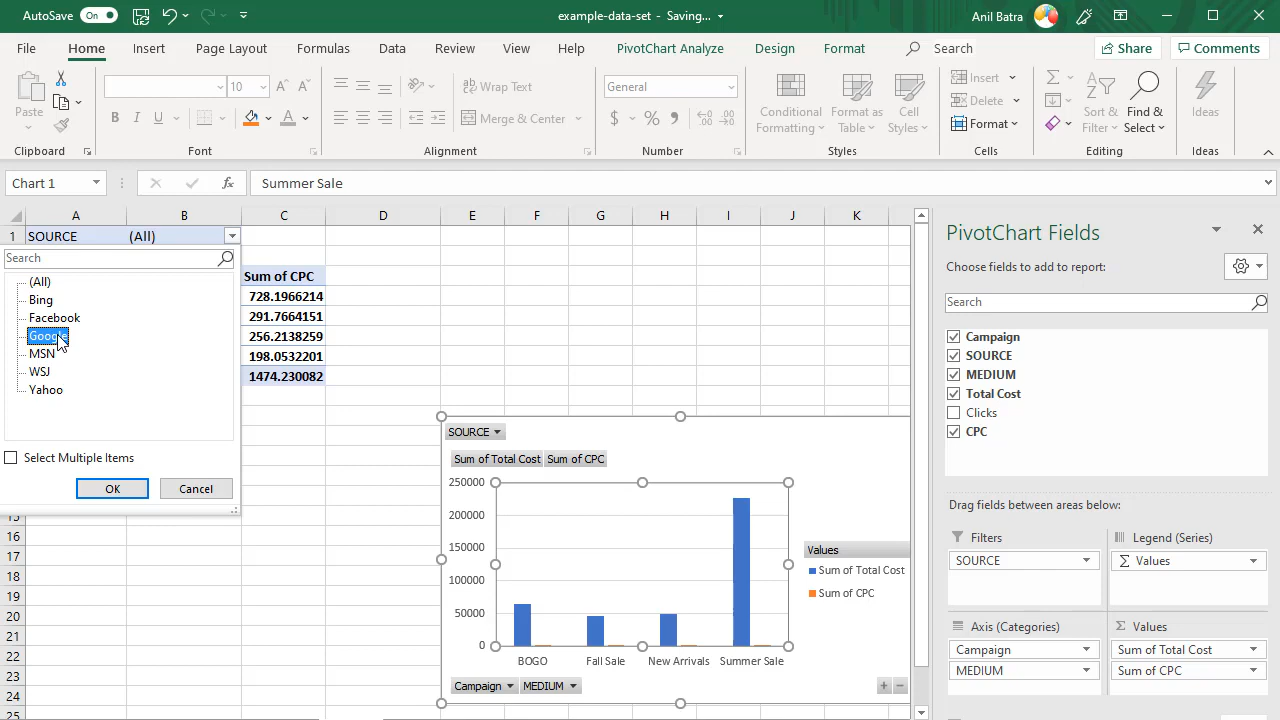 AutoSave On example-data-set - Saving... Anil Batra
File Home Insert Page Layout Formulas Data Review View Help PivotChart Analyze Design Format Search Share Comments
Paste
10 A A
B I U A
Wrap Text
Merge & Center
General
$ %
Conditional Formatting
Format as Table
Cell Styles
Insert
Delete
Format
Sort & Filter
Find & Select
Ideas
Clipboard Font Alignment Number Styles Cells Editing Ideas
Chart 1 fx Summer Sale
A B C D E F G H I J K
1 SOURCE (All)
Search
(All)
Bing
Facebook
Google
MSN
WSJ
Yahoo
Select Multiple Items
OK Cancel
Sum of CPC
728.1966214
291.7664151
256.2138259
198.0532201
1474.230082
15
16
17
18
19
20
21
22
23
24
25
SOURCE
Sum of Total Cost Sum of CPC
250000
200000
150000
100000
50000
0
BOGO Fall Sale New Arrivals Summer Sale
Values
Sum of Total Cost
Sum of CPC
Campaign MEDIUM + −
PivotChart Fields
Choose fields to add to report:
Search
Campaign
SOURCE
MEDIUM
Total Cost
Clicks
CPC
Drag fields between areas below:
Filters Legend (Series)
SOURCE Σ Values
Axis (Categories) Σ Values
Campaign Sum of Total Cost
MEDIUM Sum of CPC